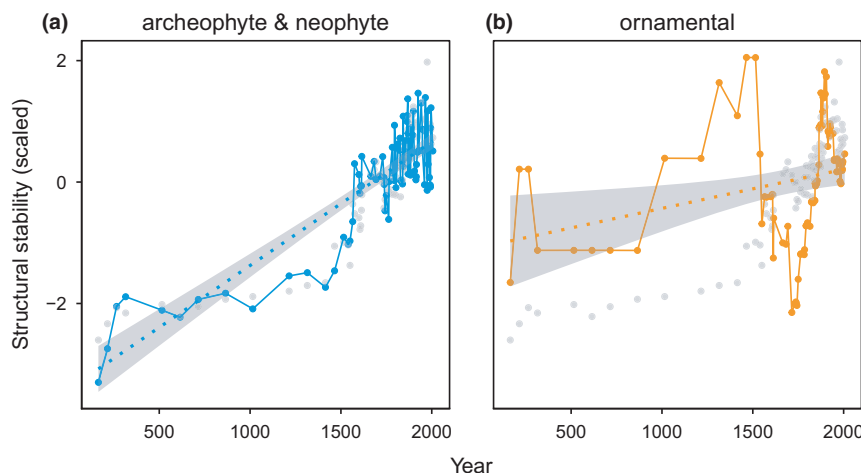 (a) archeophyte & neophyte
(b) ornamental
Structural stability (scaled)
2
0
−2
500 1000 1500 2000
500 1000 1500 2000
Year